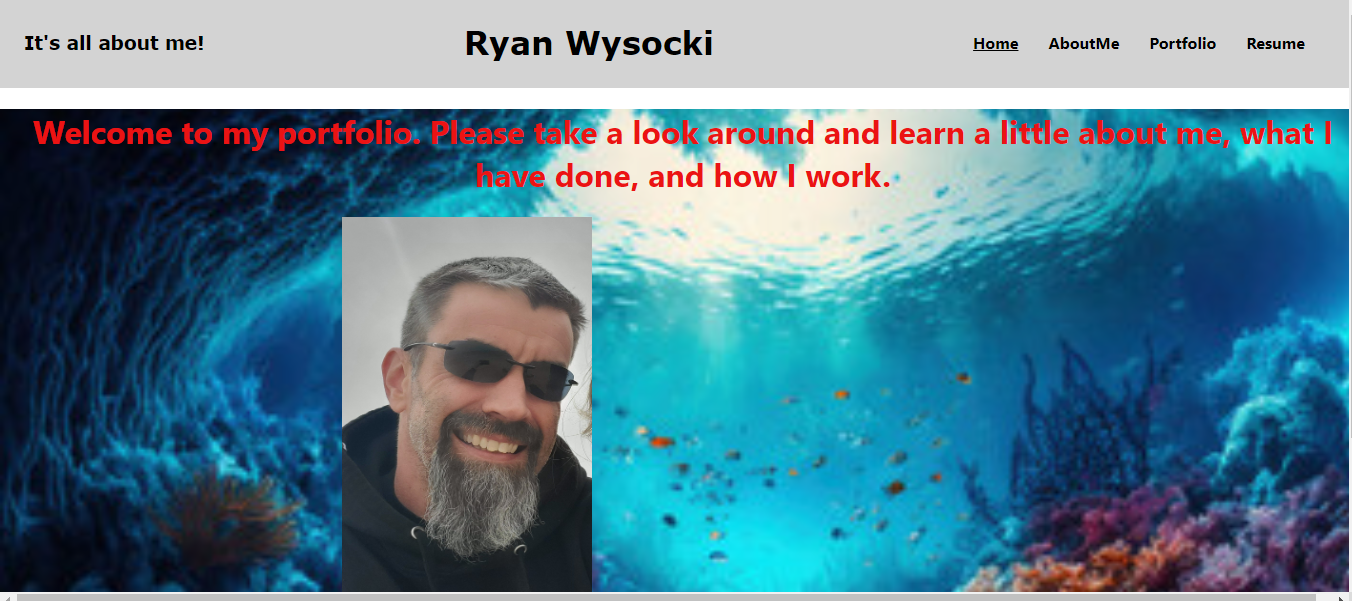 It's all about me!
Ryan Wysocki
Home AboutMe Portfolio Resume
Welcome to my portfolio. Please take a look around and learn a little about me, what I
have done, and how I work.